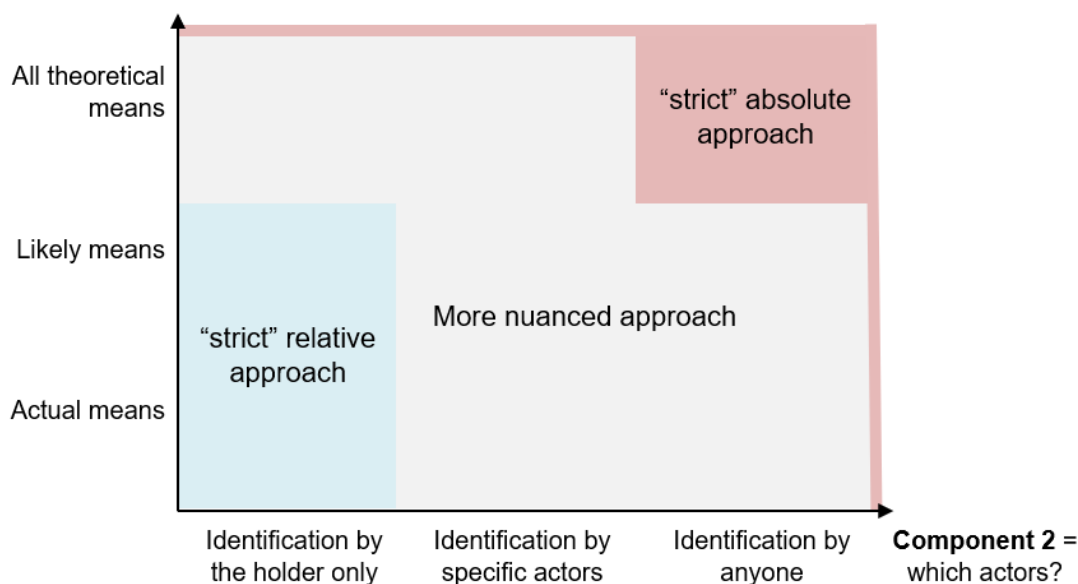 All theoretical
means
“strict” absolute
approach
Likely means
More nuanced approach
“strict” relative
approach
Actual means
Identification by
the holder only
Identification by
specific actors
Identification by
anyone
Component 2 =
which actors?